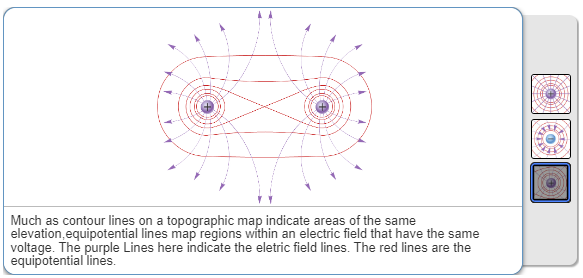 Much as contour lines on a topographic map indicate areas of the same
elevation,equipotential lines map regions within an electric field that have the same
voltage. The purple Lines here indicate the eletric field lines. The red lines are the
equipotential lines.